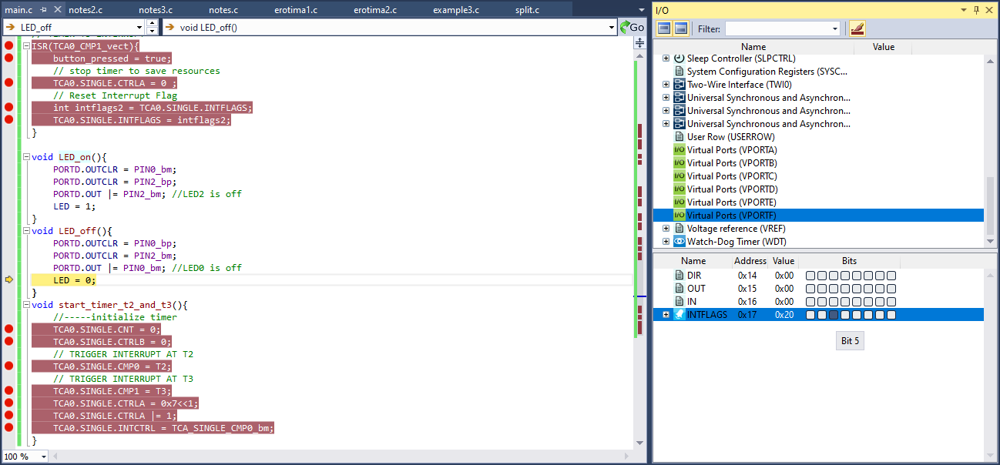 main.c notes2.c notes3.c notes.c erotima1.c erotima2.c example3.c split.c
LED_off void LED_off() Go
ISR(TCA0_CMP1_vect){
button_pressed = true;
// stop timer to save resources
TCA0.SINGLE.CTRLA = 0 ;
// Reset Interrupt Flag
int intflags2 = TCA0.SINGLE.INTFLAGS;
TCA0.SINGLE.INTFLAGS = intflags2;
}
void LED_on(){
PORTD.OUTCLR = PIN0_bm;
PORTD.OUTCLR = PIN2_bp;
PORTD.OUT |= PIN2_bm; //LED2 is off
LED = 1;
}
void LED_off(){
PORTD.OUTCLR = PIN0_bp;
PORTD.OUTCLR = PIN2_bm;
PORTD.OUT |= PIN0_bm; //LED0 is off
LED = 0;
}
void start_timer_t2_and_t3(){
//-----initialize timer
TCA0.SINGLE.CNT = 0;
TCA0.SINGLE.CTRLB = 0;
// TRIGGER INTERRUPT AT T2
TCA0.SINGLE.CMP0 = T2;
// TRIGGER INTERRUPT AT T3
TCA0.SINGLE.CMP1 = T3;
TCA0.SINGLE.CTRLA = 0x7<<1;
TCA0.SINGLE.CTRLA |= 1;
TCA0.SINGLE.INTCTRL = TCA_SINGLE_CMP0_bm;
}
100 %
I/O
Filter:
Name Value
Sleep Controller (SLPCTRL)
System Configuration Registers (SYSC...
Two-Wire Interface (TWI0)
Universal Synchronous and Asynchron...
Universal Synchronous and Asynchron...
Universal Synchronous and Asynchron...
User Row (USERROW)
I/O Virtual Ports (VPORTA)
I/O Virtual Ports (VPORTB)
I/O Virtual Ports (VPORTC)
I/O Virtual Ports (VPORTD)
I/O Virtual Ports (VPORTE)
I/O Virtual Ports (VPORTF)
Voltage reference (VREF)
Watch-Dog Timer (WDT)
Name Address Value Bits
DIR 0x14 0x00
OUT 0x15 0x00
IN 0x16 0x00
INTFLAGS 0x17 0x20
Bit 5